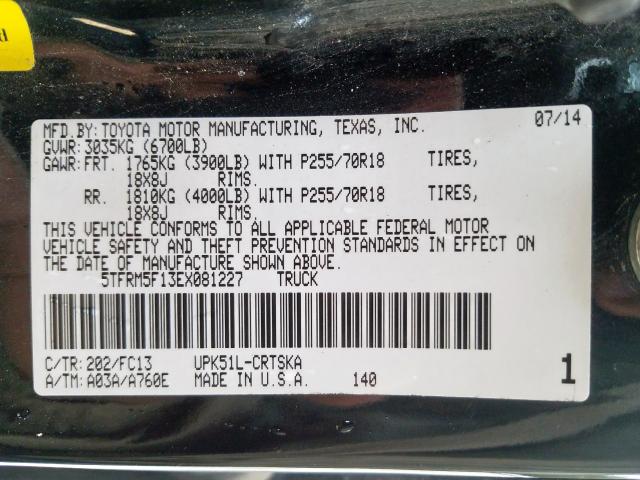 MFD.BY: TOYOTA MOTOR MANUFACTURING, TEXAS, INC. 07/14
GVWR: 3035KG (6700LB)
GAWR: FRT. 1765KG (3900LB) WITH P255/70R18 TIRES,
18X8J RIMS.
RR. 1810KG (4000LB) WITH P255/70R18 TIRES,
18X8J RIMS.
THIS VEHICLE CONFORMS TO ALL APPLICABLE FEDERAL MOTOR
VEHICLE SAFETY AND THEFT PREVENTION STANDARDS IN EFFECT ON
THE DATE OF MANUFACTURE SHOWN ABOVE.
5TFRM5F13EX081227 TRUCK
C/TR: 202/FC13 UPK51L-CRTSKA
A/TM: A03A/A760E MADE IN U.S.A. 140 1